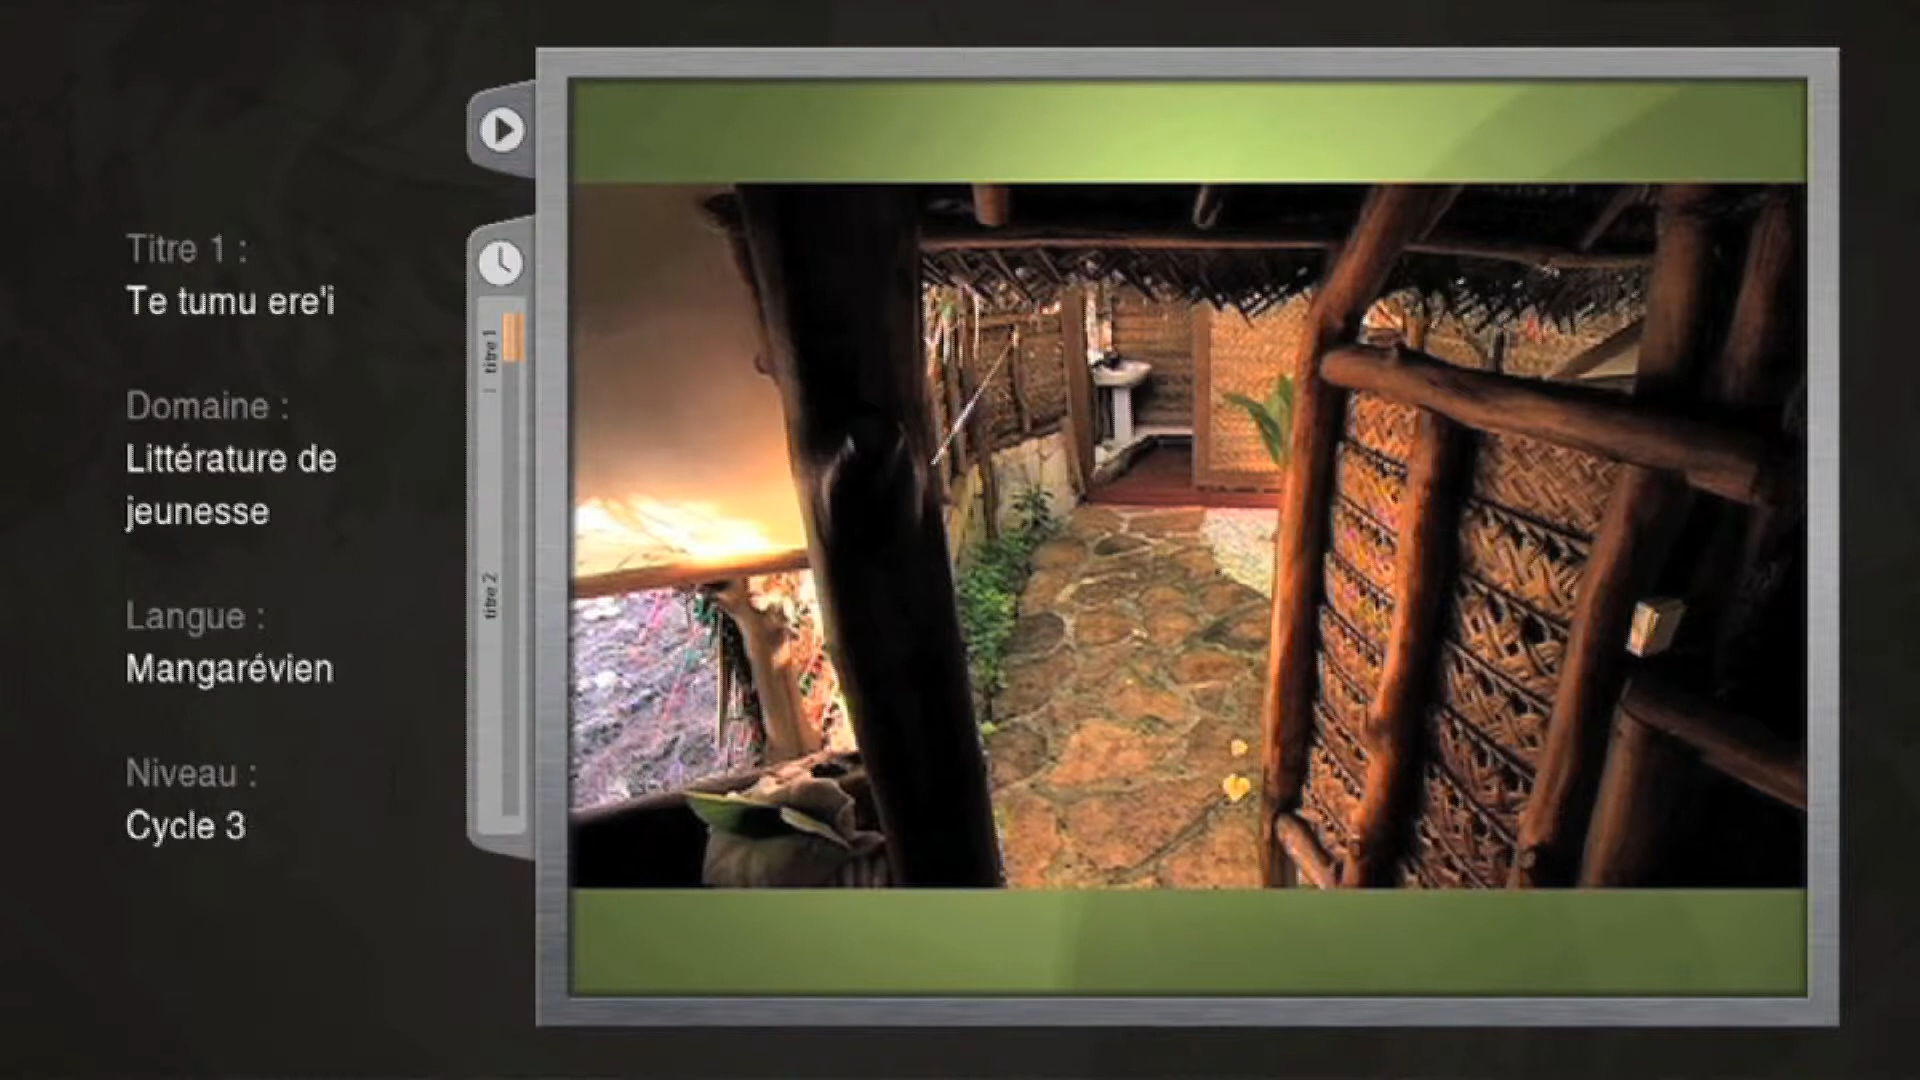 Titre 1 :
Te tumu ere'i
Domaine :
Littérature de
jeunesse
Langue :
Mangarévien
Niveau :
Cycle 3
titre 1
titre 2